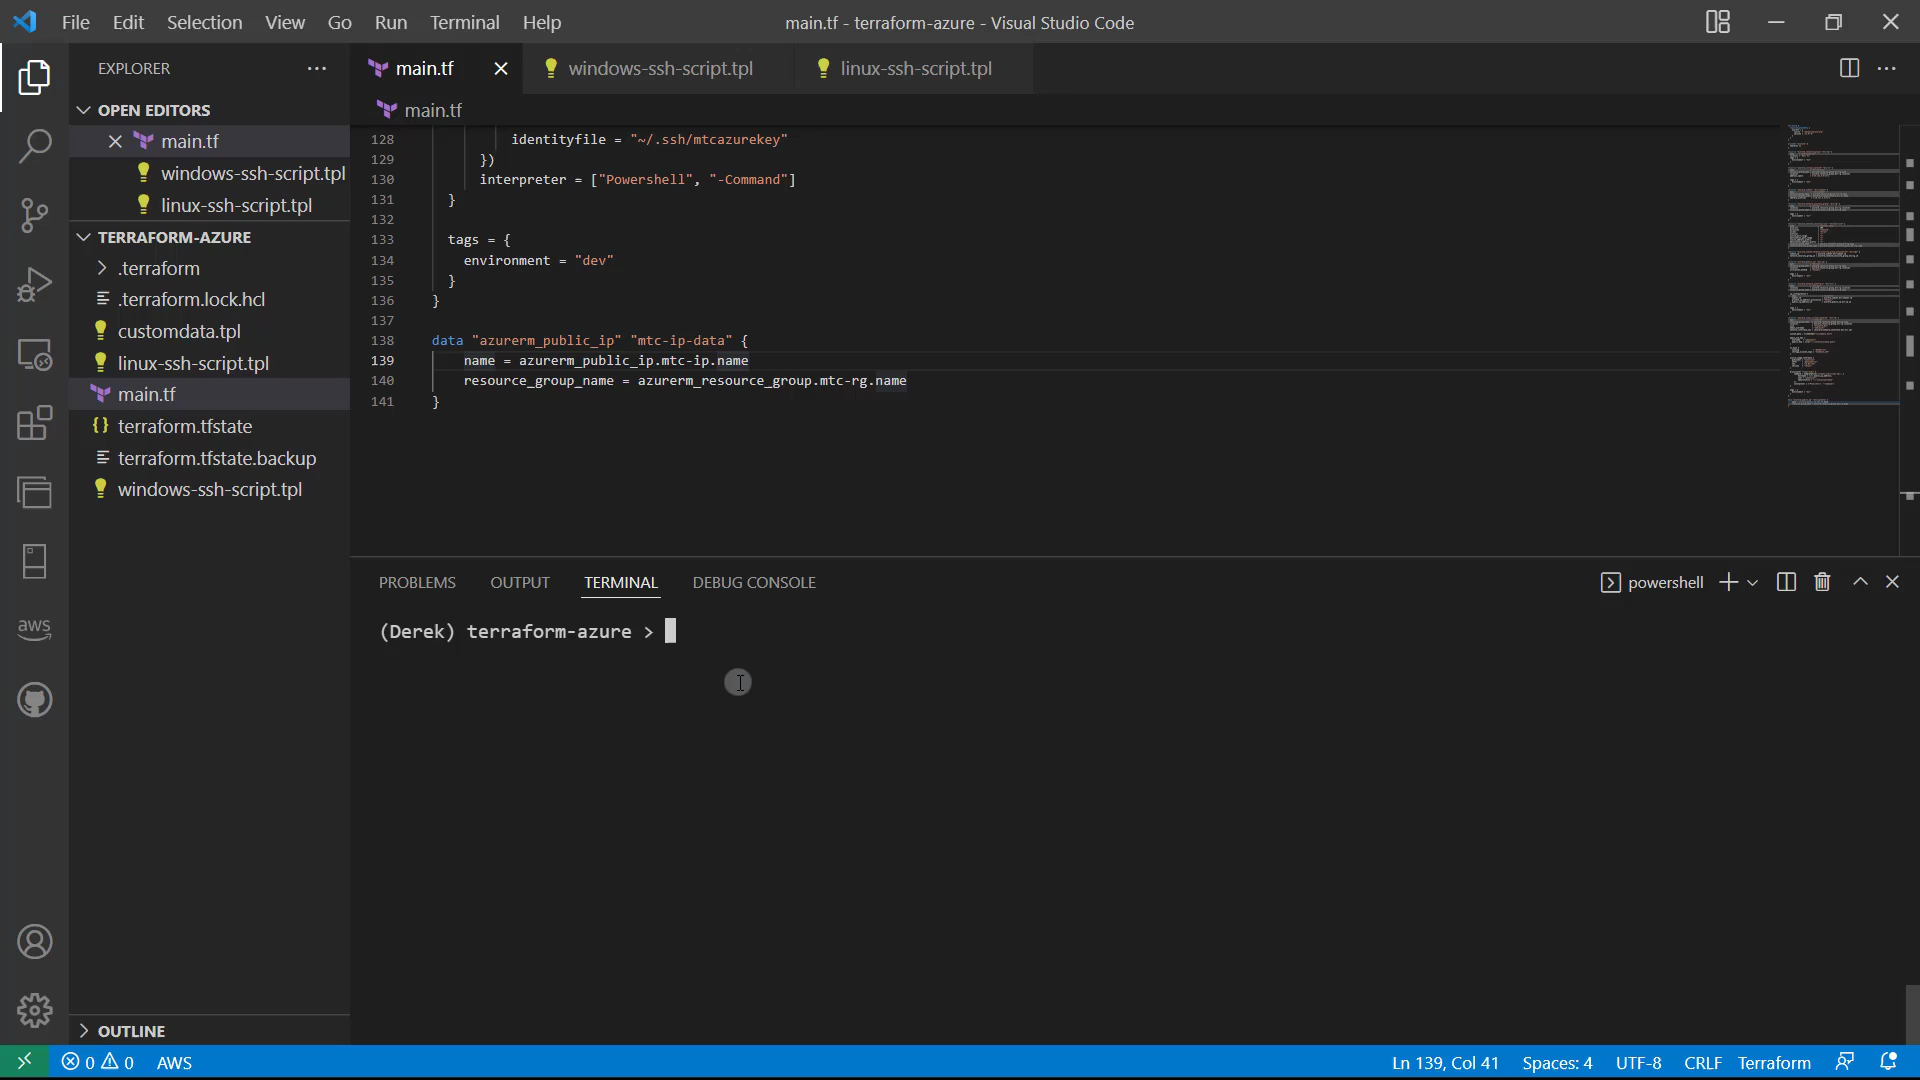 File Edit Selection View Go Run Terminal Help
main.tf - terraform-azure - Visual Studio Code
EXPLORER
OPEN EDITORS
main.tf
windows-ssh-script.tpl
linux-ssh-script.tpl
TERRAFORM-AZURE
.terraform
.terraform.lock.hcl
customdata.tpl
linux-ssh-script.tpl
main.tf
terraform.tfstate
terraform.tfstate.backup
windows-ssh-script.tpl
OUTLINE
aws
main.tf
windows-ssh-script.tpl
linux-ssh-script.tpl
main.tf
128 identityfile = "~/.ssh/mtcazurekey"
129 })
130 interpreter = ["Powershell", "-Command"]
131 }
132
133 tags = {
134 environment = "dev"
135 }
136 }
137
138 data "azurerm_public_ip" "mtc-ip-data" {
139 name = azurerm_public_ip.mtc-ip.name
140 resource_group_name = azurerm_resource_group.mtc-rg.name
141 }
PROBLEMS OUTPUT TERMINAL DEBUG CONSOLE
powershell
(Derek) terraform-azure >
0 0 AWS
Ln 139, Col 41 Spaces: 4 UTF-8 CRLF Terraform